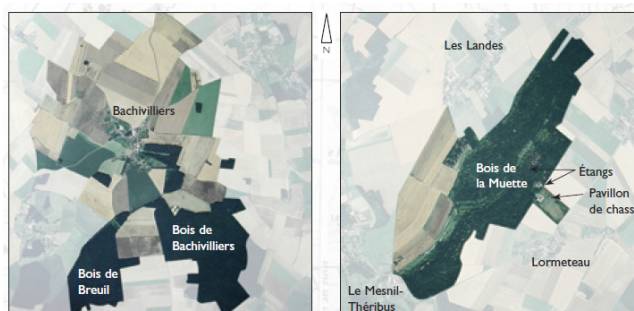 Bachivilliers
Bois de
Bachivilliers
Bois de
Breuil
N
Les Landes
Bois de
la Muette
Étangs
Pavillon
de chass
Lormeteau
Le Mesnil-
Théribus